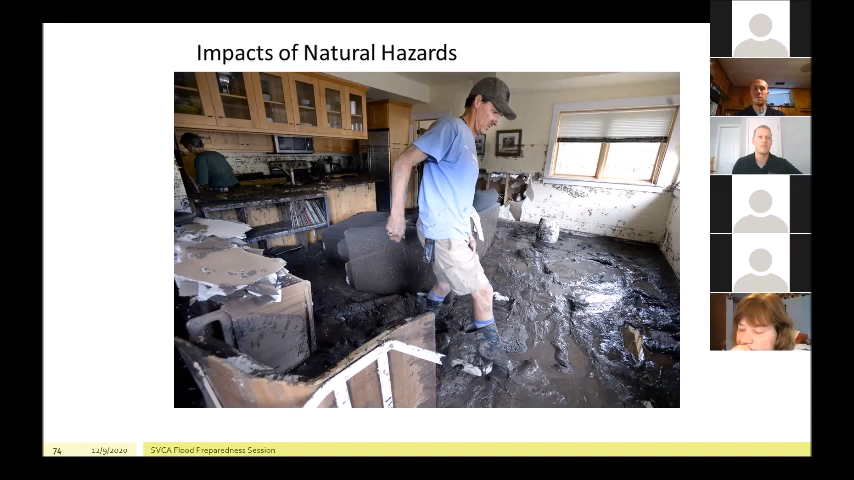 Impacts of Natural Hazards
74 12/9/2020 SVCA Flood Preparedness Session